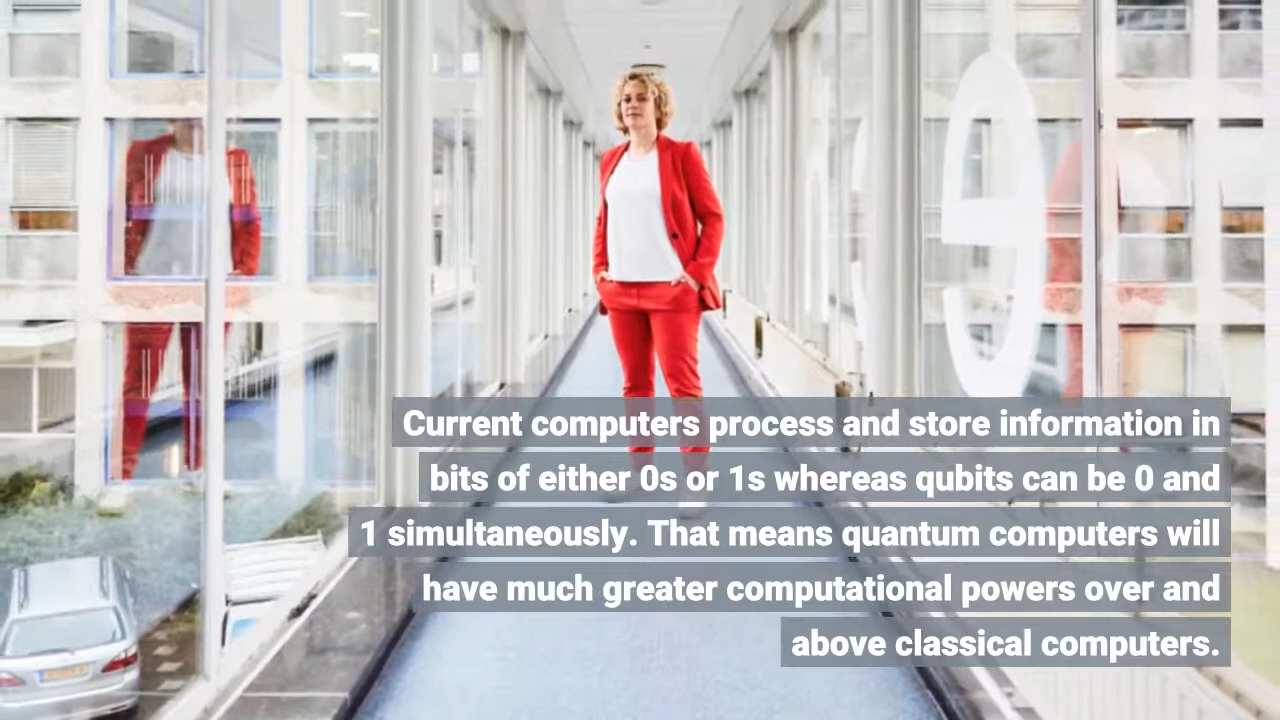 Current computers process and store information in
bits of either 0s or 1s whereas qubits can be 0 and
1 simultaneously. That means quantum computers will
have much greater computational powers over and
above classical computers.